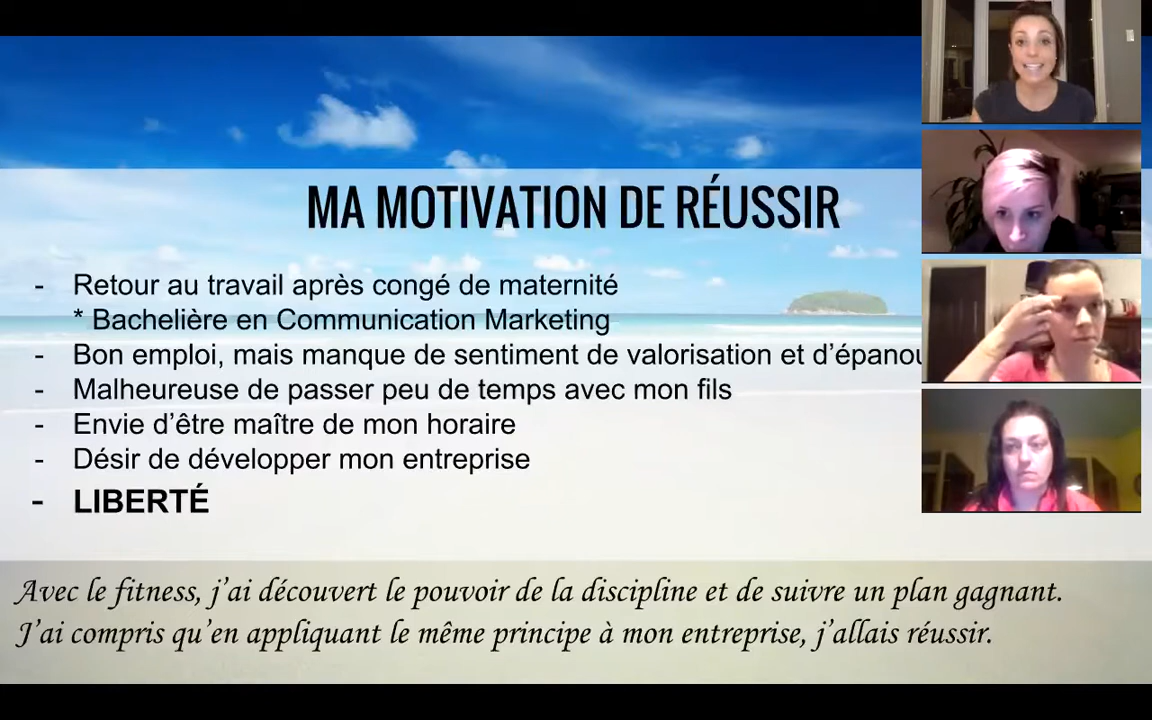 MA MOTIVATION DE RÉUSSIR
- Retour au travail après congé de maternité
* Bachelière en Communication Marketing
- Bon emploi, mais manque de sentiment de valorisation et d’épanou
- Malheureuse de passer peu de temps avec mon fils
- Envie d’être maître de mon horaire
- Désir de développer mon entreprise
- LIBERTÉ
Avec le fitness, j’ai découvert le pouvoir de la discipline et de suivre un plan gagnant.
J’ai compris qu’en appliquant le même principe à mon entreprise, j’allais réussir.